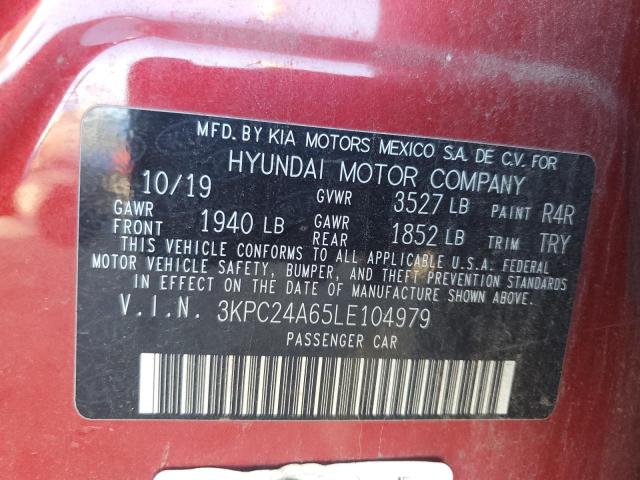 MFD. BY KIA MOTORS MEXICO S.A. DE C.V. FOR
HYUNDAI MOTOR COMPANY
10/19 GVWR 3527 LB PAINT R4R
GAWR FRONT 1940 LB GAWR REAR 1852 LB TRIM TRY
THIS VEHICLE CONFORMS TO ALL APPLICABLE U.S.A. FEDERAL
MOTOR VEHICLE SAFETY, BUMPER, AND THEFT PREVENTION STANDARDS
IN EFFECT ON THE DATE OF MANUFACTURE SHOWN ABOVE.
V.I.N. 3KPC24A65LE104979
PASSENGER CAR